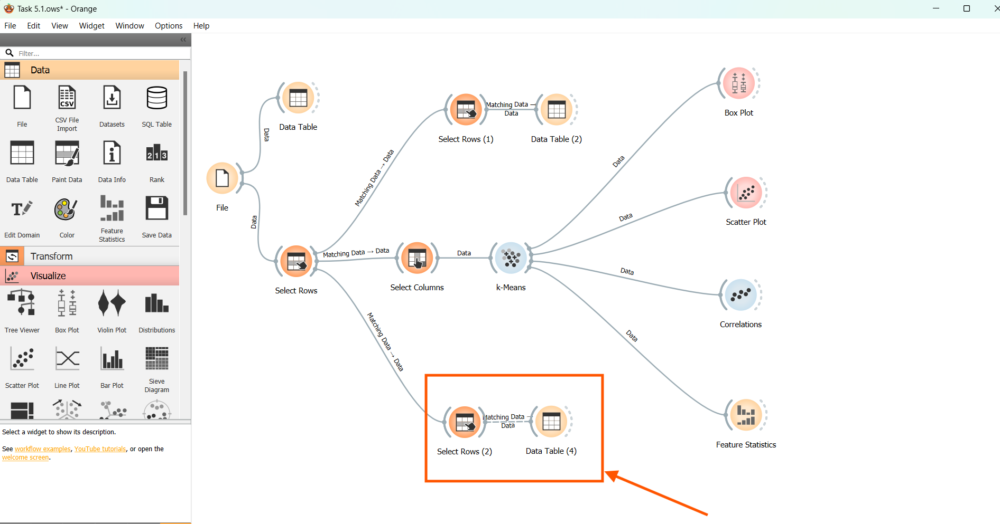 Task 5.1.ows* - Orange
File Edit View Widget Window Options Help
Filter...
Data
File
CSV File
Import
CSV
Datasets
SQL Table
Data Table
Paint Data
Data Info
Rank
2 1 3
Edit Domain
Color
Feature
Statistics
Save Data
Transform
Visualize
Tree Viewer
Box Plot
Violin Plot
Distributions
Scatter Plot
Line Plot
Bar Plot
Sieve
Diagram
Select a widget to show its description.
See workflow examples, YouTube tutorials, or open the
welcome screen.
File
Data
Data
Data Table
Select Rows
Matching Data → Data
Matching Data → Data
Matching Data → Data
Select Rows (1)
Matching Data →
Data
Data Table (2)
Select Columns
Data
k-Means
Data
Data
Data
Data
Box Plot
Scatter Plot
Correlations
Feature Statistics
Select Rows (2)
Matching Data →
Data
Data Table (4)